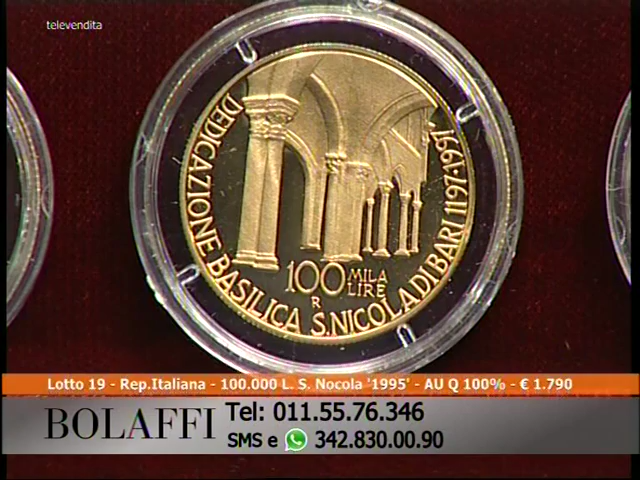 televendita
DEDICAZIONE BASILICA S.NICOLA DI BARI 1197·1997
100 MILA
LIRE
R
Lotto 19 - Rep.Italiana - 100.000 L. S. Nocola '1995' - AU Q 100% - € 1.790
BOLAFFI
Tel: 011.55.76.346
SMS e 342.830.00.90